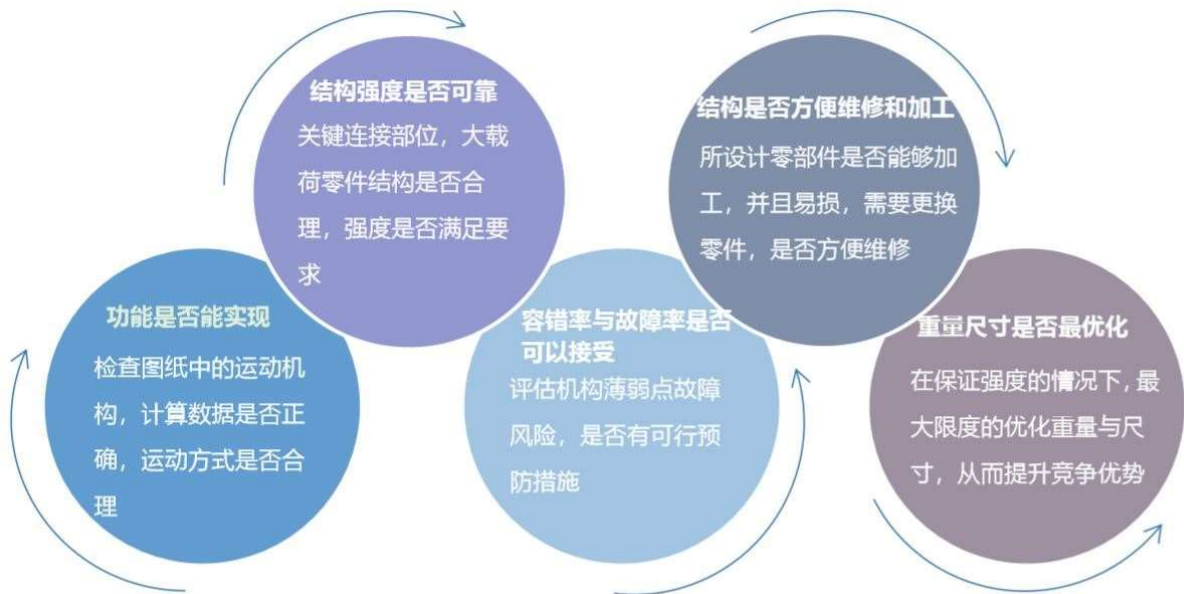 功能是否能实现
检查图纸中的运动机
构，计算数据是否正
确，运动方式是否合
理
结构强度是否可靠
关键连接部位，大载
荷零件结构是否合
理，强度是否满足要
求
容错率与故障率是否
可以接受
评估机构薄弱点故障
风险，是否有可行预
防措施
结构是否方便维修和加工
所设计零部件是否能够加
工，并且易损，需要更换
零件，是否方便维修
重量尺寸是否最优化
在保证强度的情况下，最
大限度的优化重量与尺
寸，从而提升竞争优势